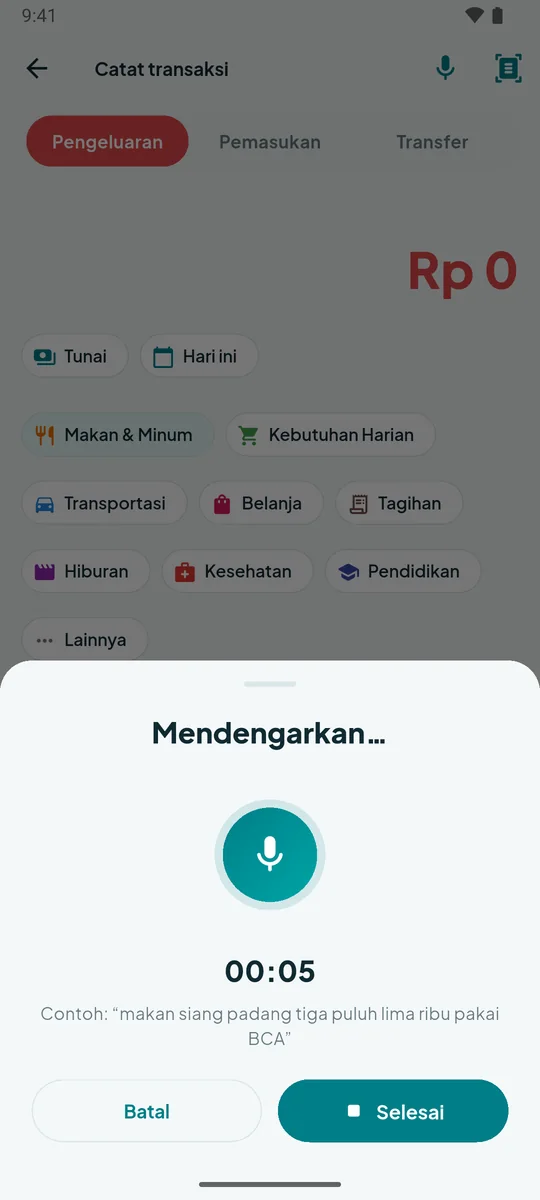 9:41
Catat transaksi
Pengeluaran Pemasukan Transfer
Rp 0
Tunai Hari ini
Makan & Minum Kebutuhan Harian
Transportasi Belanja Tagihan
Hiburan Kesehatan Pendidikan
Lainnya
Mendengarkan…
00:05
Contoh: “makan siang padang tiga puluh lima ribu pakai
BCA”
Batal Selesai